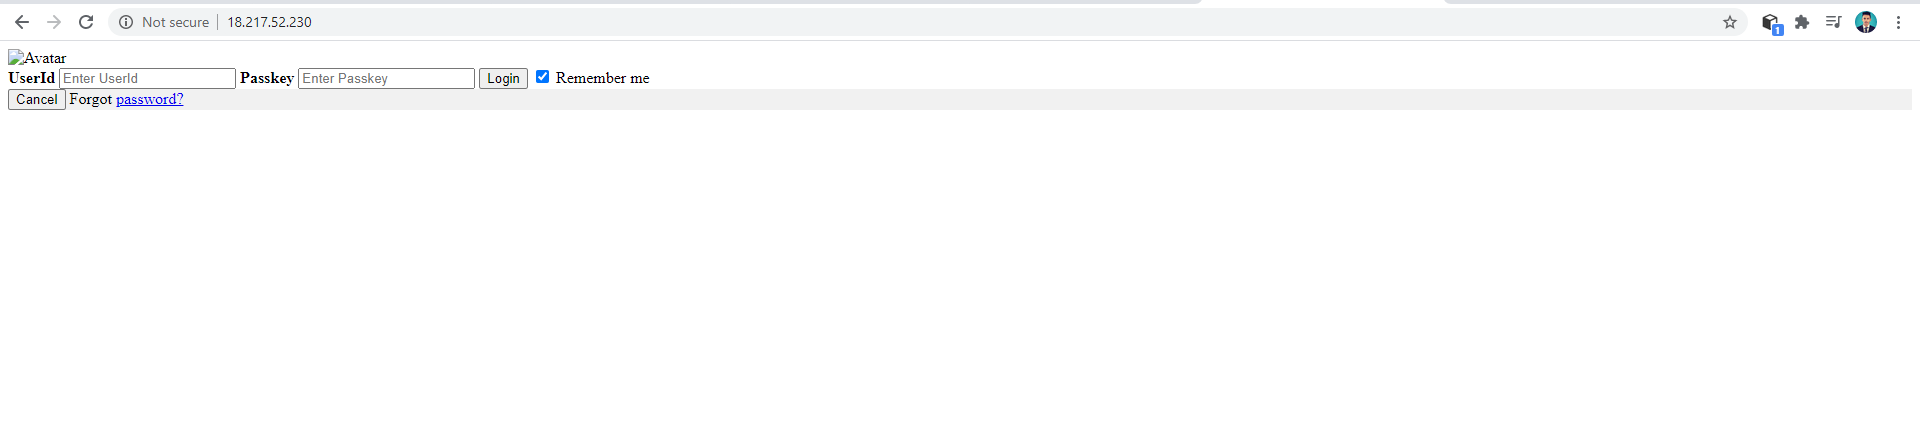 Not secure 18.217.52.230
1
Avatar
UserId Enter UserId Passkey Enter Passkey Login Remember me
Cancel Forgot password?